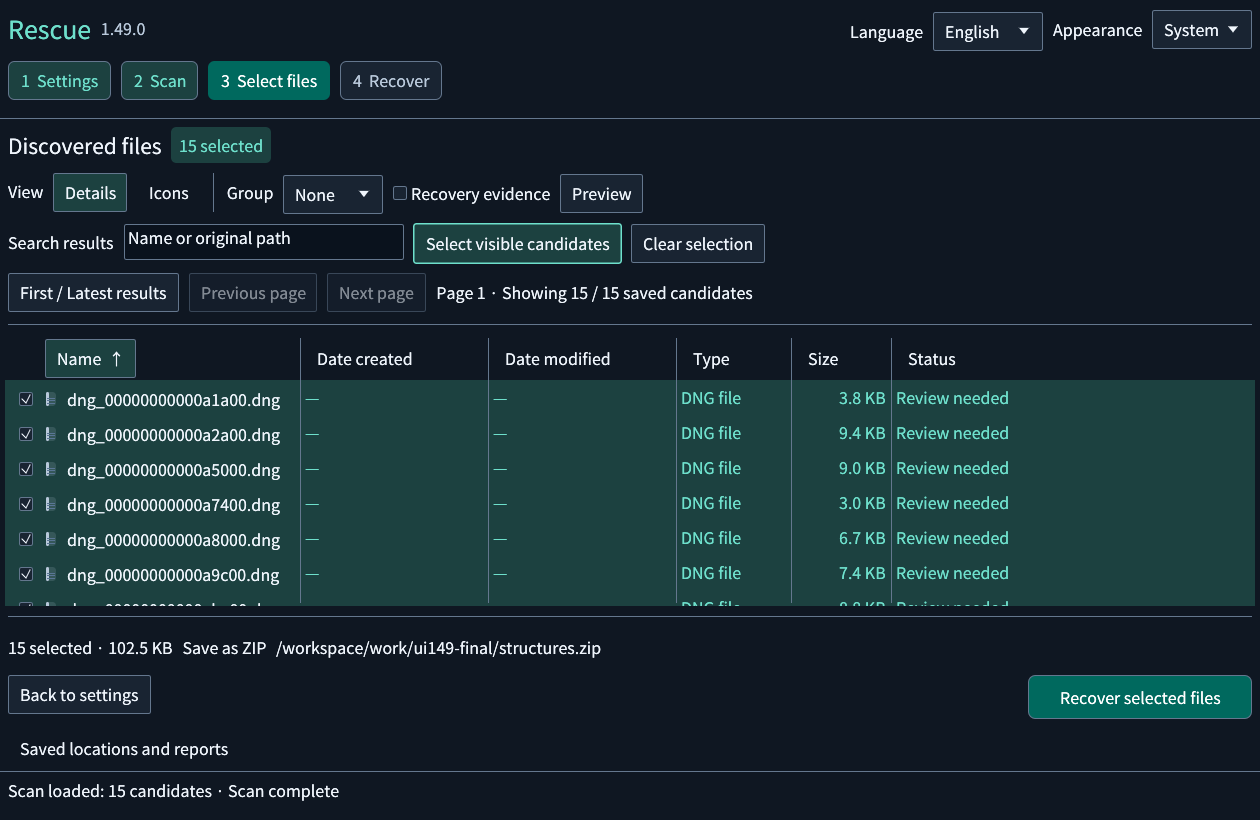 Rescue 1.49.0
Language English Appearance System
1 Settings 2 Scan 3 Select files 4 Recover
Discovered files 15 selected
View Details Icons Group None Recovery evidence Preview
Search results Name or original path Select visible candidates Clear selection
First / Latest results Previous page Next page Page 1 · Showing 15 / 15 saved candidates
Name ↑ Date created Date modified Type Size Status
dng_00000000000a1a00.dng — — DNG file 3.8 KB Review needed
dng_00000000000a2a00.dng — — DNG file 9.4 KB Review needed
dng_00000000000a5000.dng — — DNG file 9.0 KB Review needed
dng_00000000000a7400.dng — — DNG file 3.0 KB Review needed
dng_00000000000a8000.dng — — DNG file 6.7 KB Review needed
dng_00000000000a9c00.dng — — DNG file 7.4 KB Review needed
DNG file Review needed
15 selected · 102.5 KB Save as ZIP /workspace/work/ui149-final/structures.zip
Back to settings Recover selected files
Saved locations and reports
Scan loaded: 15 candidates · Scan complete